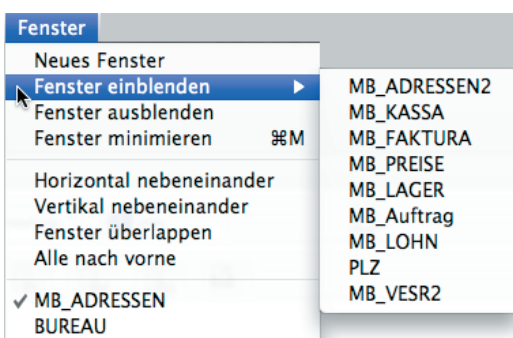 Fenster
Neues Fenster
Fenster einblenden
Fenster ausblenden
Fenster minimieren ⌘M
Horizontal nebeneinander
Vertikal nebeneinander
Fenster überlappen
Alle nach vorne
✓ MB_ADRESSEN
BUREAU
MB_ADRESSEN2
MB_KASSA
MB_FAKTURA
MB_PREISE
MB_LAGER
MB_Auftrag
MB_LOHN
PLZ
MB_VESR2